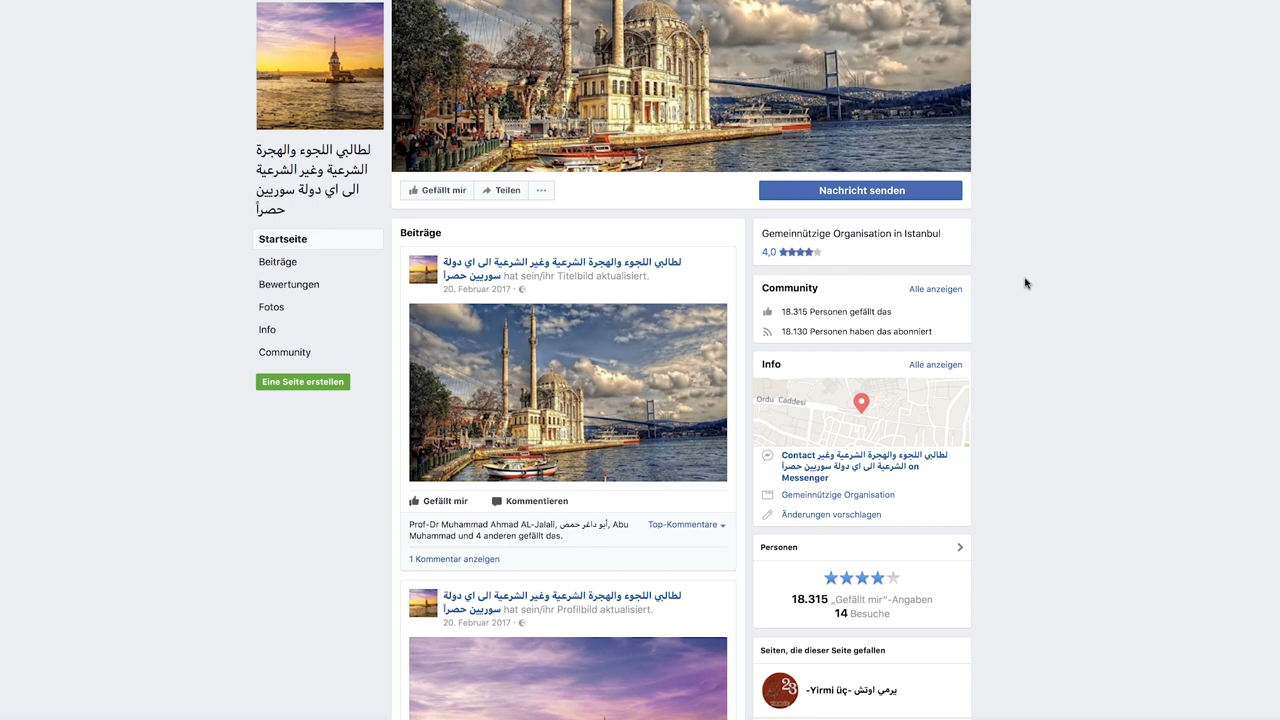 لطالبي اللجوء والهجرة
الشرعية وغير الشرعية
الى اي دولة سوريين
حصراً
Startseite
Beiträge
Bewertungen
Fotos
Info
Community
Eine Seite erstellen
Gefällt mir
Teilen
Nachricht senden
Beiträge
لطالبي اللجوء والهجرة الشرعية وغير الشرعية الى اي دولة
سوريين حصراً hat sein/ihr Titelbild aktualisiert.
20. Februar 2017 ·
Gefällt mir
Kommentieren
Prof-Dr Muhammad Ahmad AL-Jalali, أبو داغر حمص, Abu
Muhammad und 4 anderen gefällt das.
Top-Kommentare
1 Kommentar anzeigen
لطالبي اللجوء والهجرة الشرعية وغير الشرعية الى اي دولة
سوريين حصراً hat sein/ihr Profilbild aktualisiert.
20. Februar 2017 ·
Gemeinnützige Organisation in Istanbul
4,0
Community
Alle anzeigen
18.315 Personen gefällt das
18.130 Personen haben das abonniert
Info
Alle anzeigen
Ordu Caddesi
Contact لطالبي اللجوء والهجرة الشرعية وغير
الشرعية الى اي دولة سوريين حصراً on
Messenger
Gemeinnützige Organisation
Änderungen vorschlagen
Personen
18.315 „Gefällt mir“-Angaben
14 Besuche
Seiten, die dieser Seite gefallen
23
-Yirmi üç- يرمي اوتش